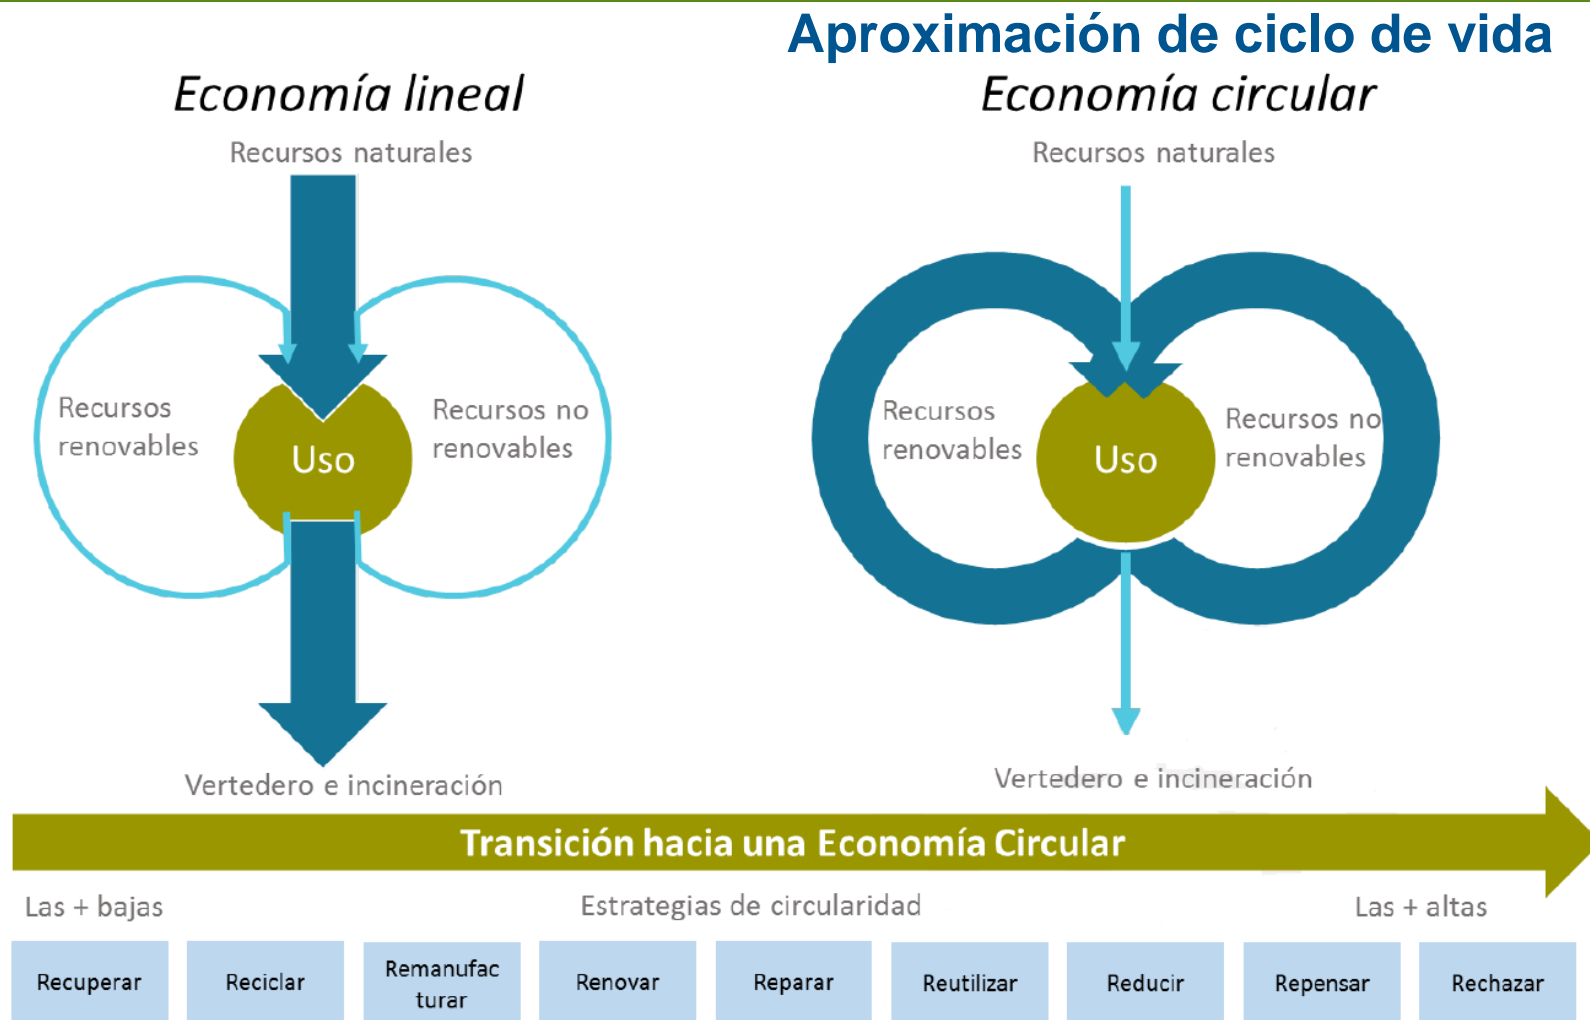 Aproximación de ciclo de vida
Economía lineal
Recursos naturales
Recursos
renovables
Uso
Recursos no
renovables
Vertedero e incineración
Economía circular
Recursos naturales
Recursos
renovables
Uso
Recursos no
renovables
Vertedero e incineración
Transición hacia una Economía Circular
Las + bajas
Estrategias de circularidad
Las + altas
Recuperar
Reciclar
Remanufac
turar
Renovar
Reparar
Reutilizar
Reducir
Repensar
Rechazar